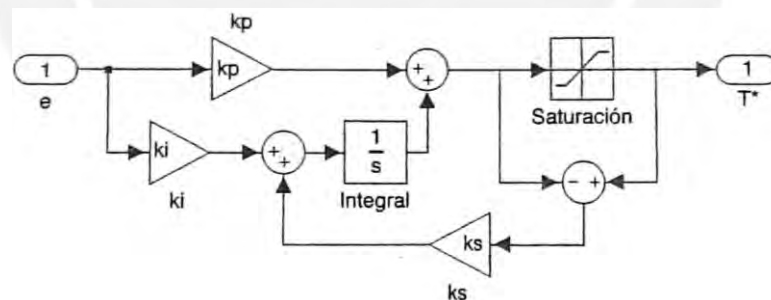 kp
1
kp
+
+
1
e
Saturación
T*
ki
+
+
1
s
- +
Integral
ki
ks
ks